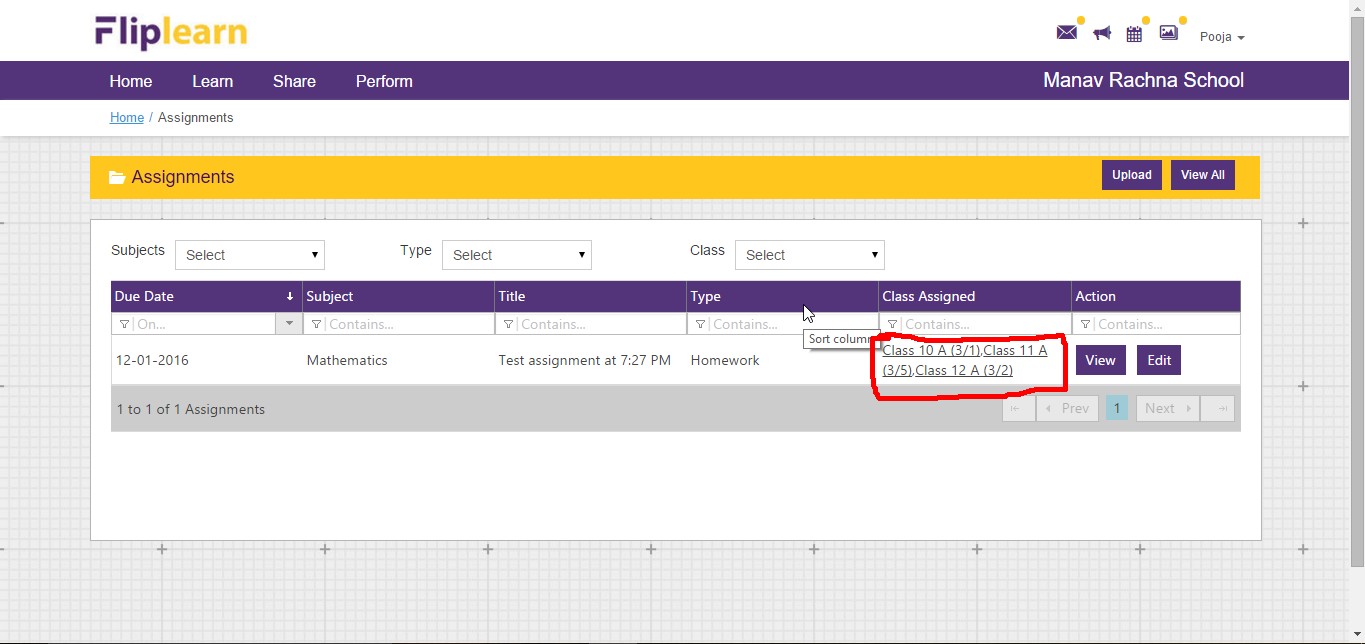 Fliplearn
Pooja
Home Learn Share Perform Manav Rachna School
Home / Assignments
Assignments Upload View All
Subjects Select Type Select Class Select
Due Date Subject Title Type Class Assigned Action
On... Contains... Contains... Contains... Contains... Contains...
Sort column
12-01-2016 Mathematics Test assignment at 7:27 PM Homework Class 10 A (3/1),Class 11 A View Edit
(3/5),Class 12 A (3/2)
1 to 1 of 1 Assignments Prev 1 Next